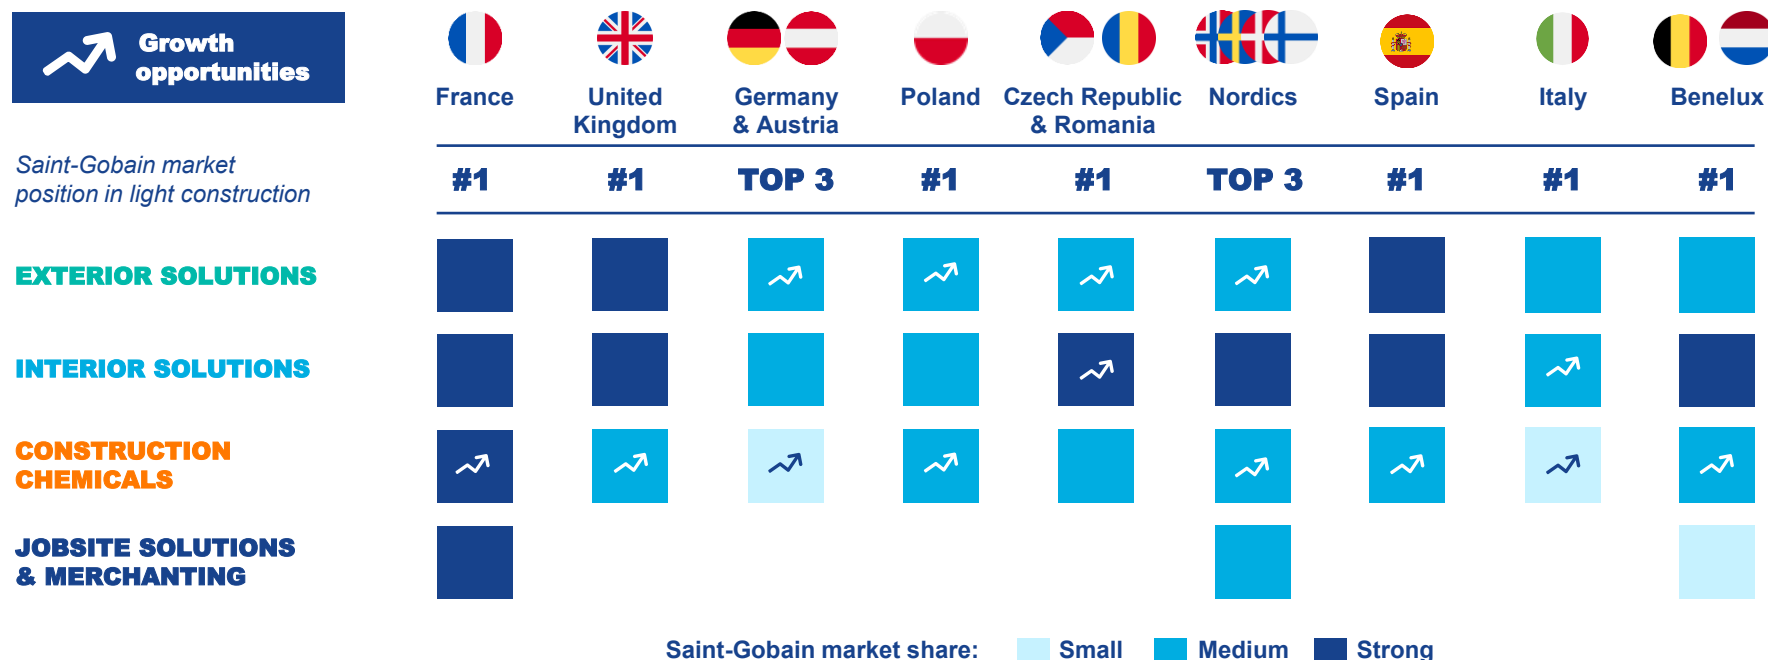 Growth
opportunities
France
United
Kingdom
Germany
& Austria
Poland
Czech Republic
& Romania
Nordics
Spain
Italy
Benelux
Saint-Gobain market
position in light construction
#1 #1 TOP 3 #1 #1 TOP 3 #1 #1 #1
EXTERIOR SOLUTIONS
INTERIOR SOLUTIONS
CONSTRUCTION
CHEMICALS
JOBSITE SOLUTIONS
& MERCHANTING
Saint-Gobain market share: Small Medium Strong